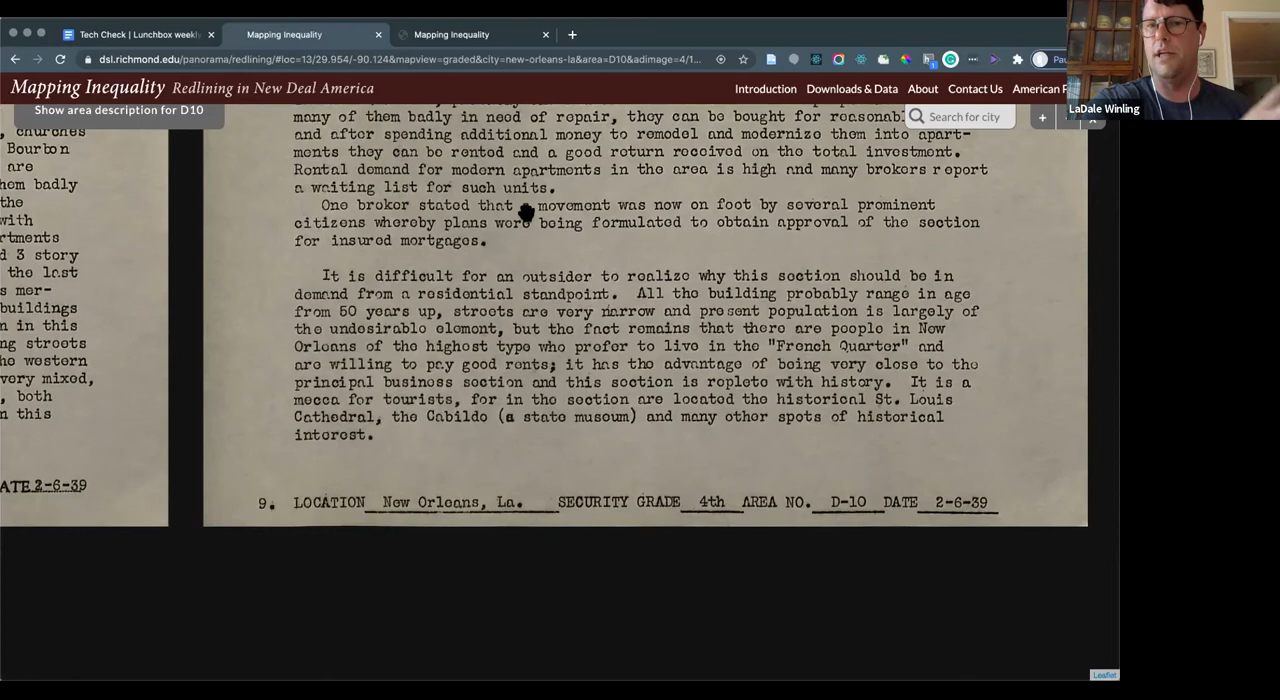 Tech Check | Lunchbox weekly
Mapping Inequality
Mapping Inequality
dsl.richmond.edu/panorama/redlining/#loc=13/29.954/-90.124&mapview=graded&city=new-orleans-la&area=D10&adimage=4/1...
LaDale Winling
Mapping Inequality Redlining in New Deal America
Introduction Downloads & Data About Contact Us American
Show area description for D10
Search for city
, churches
Bourbon
are
hem badly
the
with
rtments
d 3 story
the last
s mer-
buildings
n in this
ng streets
he western
very mixed,
, both
n this
ATE 2-6-39
many of them badly in need of repair, they can be bought for
and after spending additional money to remodel and modernize them into apart-
ments they can be rented and a good return received on the total investment.
Rental demand for modern apartments in the area is high and many brokers report
a waiting list for such units.
One broker stated that movement was now on foot by several prominent
citizens whereby plans were being formulated to obtain approval of the section
for insured mortgages.
It is difficult for an outsider to realize why this section should be in
demand from a residential standpoint. All the building probably range in age
from 50 years up, streets are very narrow and present population is largely of
the undesirable element, but the fact remains that there are people in New
Orleans of the highest type who prefer to live in the "French Quarter" and
are willing to pay good rents; it has the advantage of being very close to the
principal business section and this section is replete with history. It is a
mecca for tourists, for in the section are located the historical St. Louis
Cathedral, the Cabildo (a state museum) and many other spots of historical
interest.
9. LOCATION New Orleans, La. SECURITY GRADE 4th AREA NO. D-10 DATE 2-6-39
Leaflet